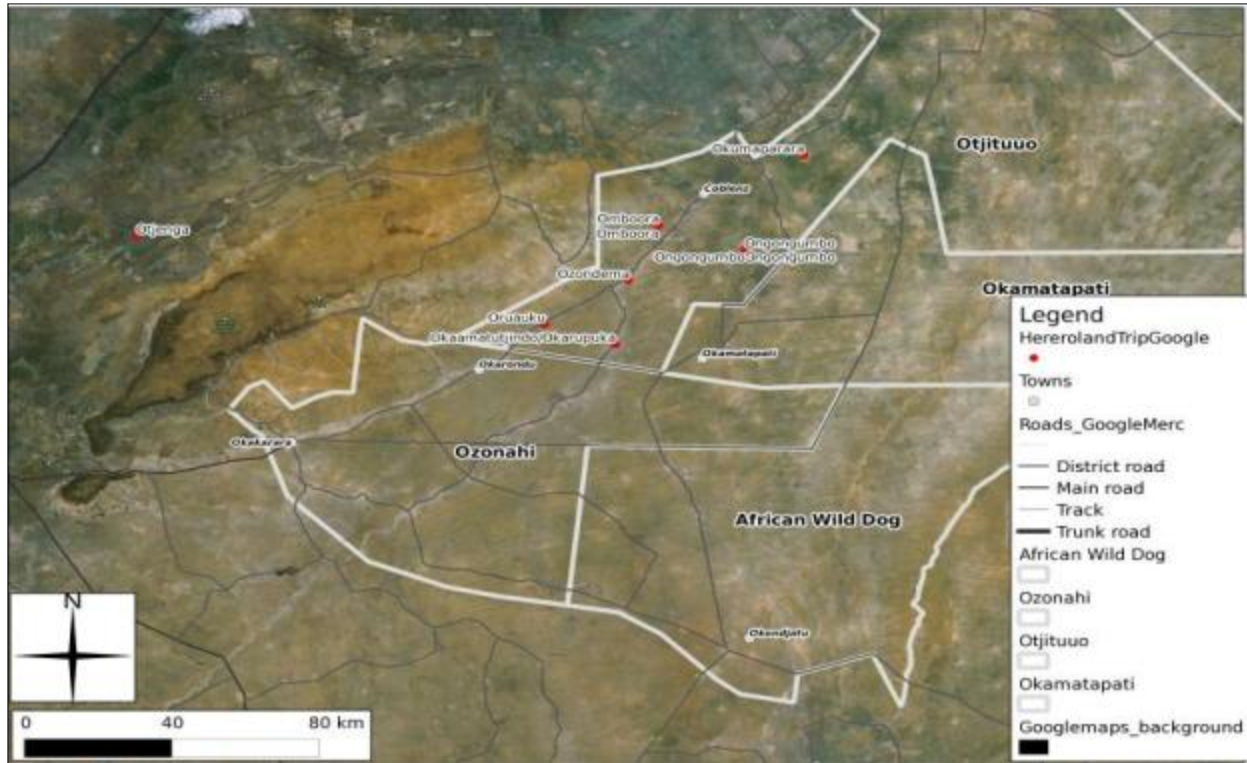 Okumaparara
Otjituuo
Coblenz
Omboora
Omboora
Otjenga
Ongongumbo
Ongongumbo Ongongumbo
Ozondema
Okamatapati
Oruauku
Okaamatutjindo/Okarupuka
Okamatapati
Okarondu
Okakarara
Ozonahi
African Wild Dog
Okondjatu
N
0 40 80 km
Legend
HererolandTripGoogle
Towns
Roads_GoogleMerc
District road
Main road
Track
Trunk road
African Wild Dog
Ozonahi
Otjituuo
Okamatapati
Googlemaps_background